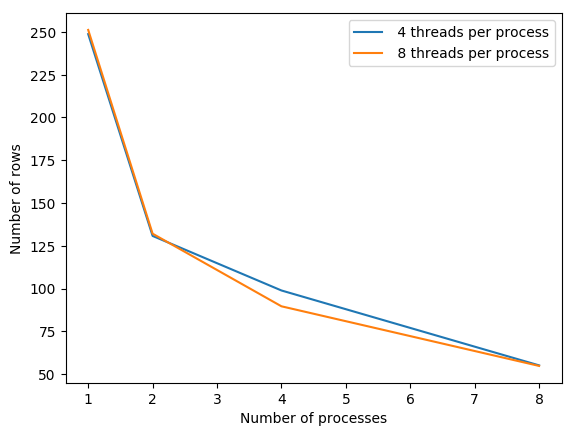 4 threads per process
8 threads per process
Number of rows
250
225
200
175
150
125
100
75
50
1 2 3 4 5 6 7 8
Number of processes